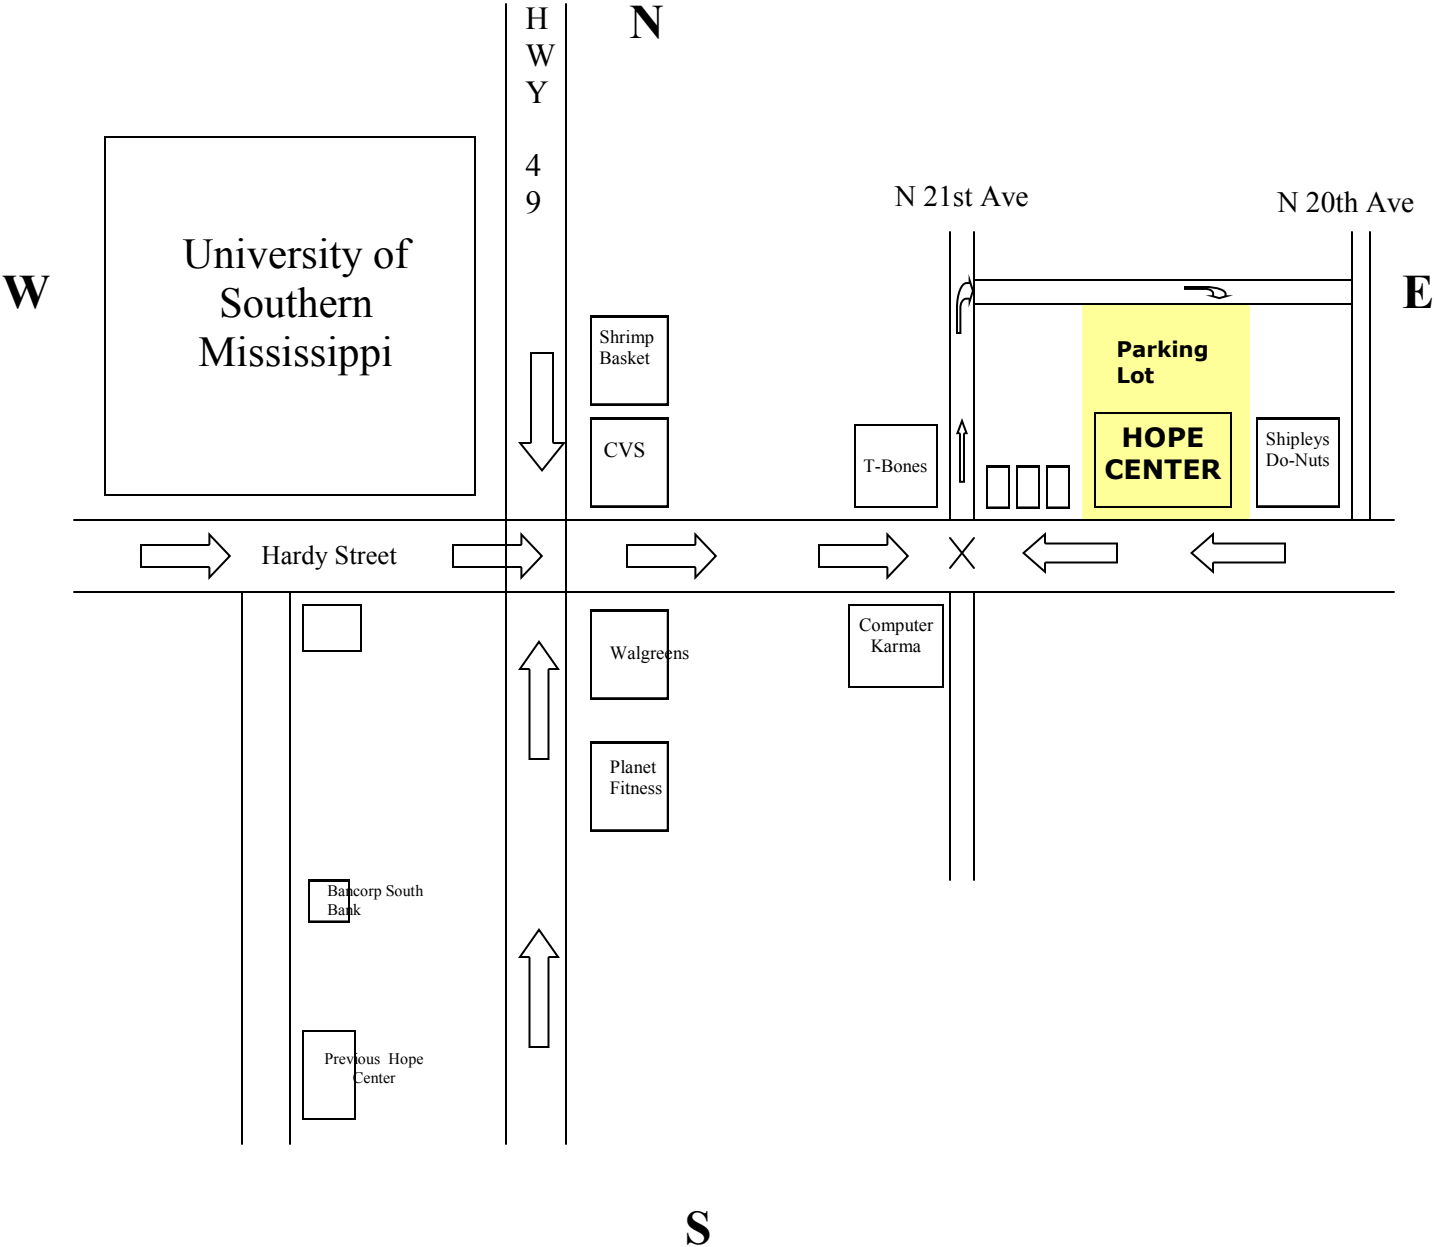 H
W
Y
4
9
N
N 21st Ave
N 20th Ave
University of
Southern
Mississippi
W
E
Shrimp
Basket
CVS
T-Bones
Parking
Lot
HOPE
CENTER
Shipleys
Do-Nuts
Hardy Street
Walgreens
Computer
Karma
Planet
Fitness
Bancorp South
Bank
Previous Hope
Center
S